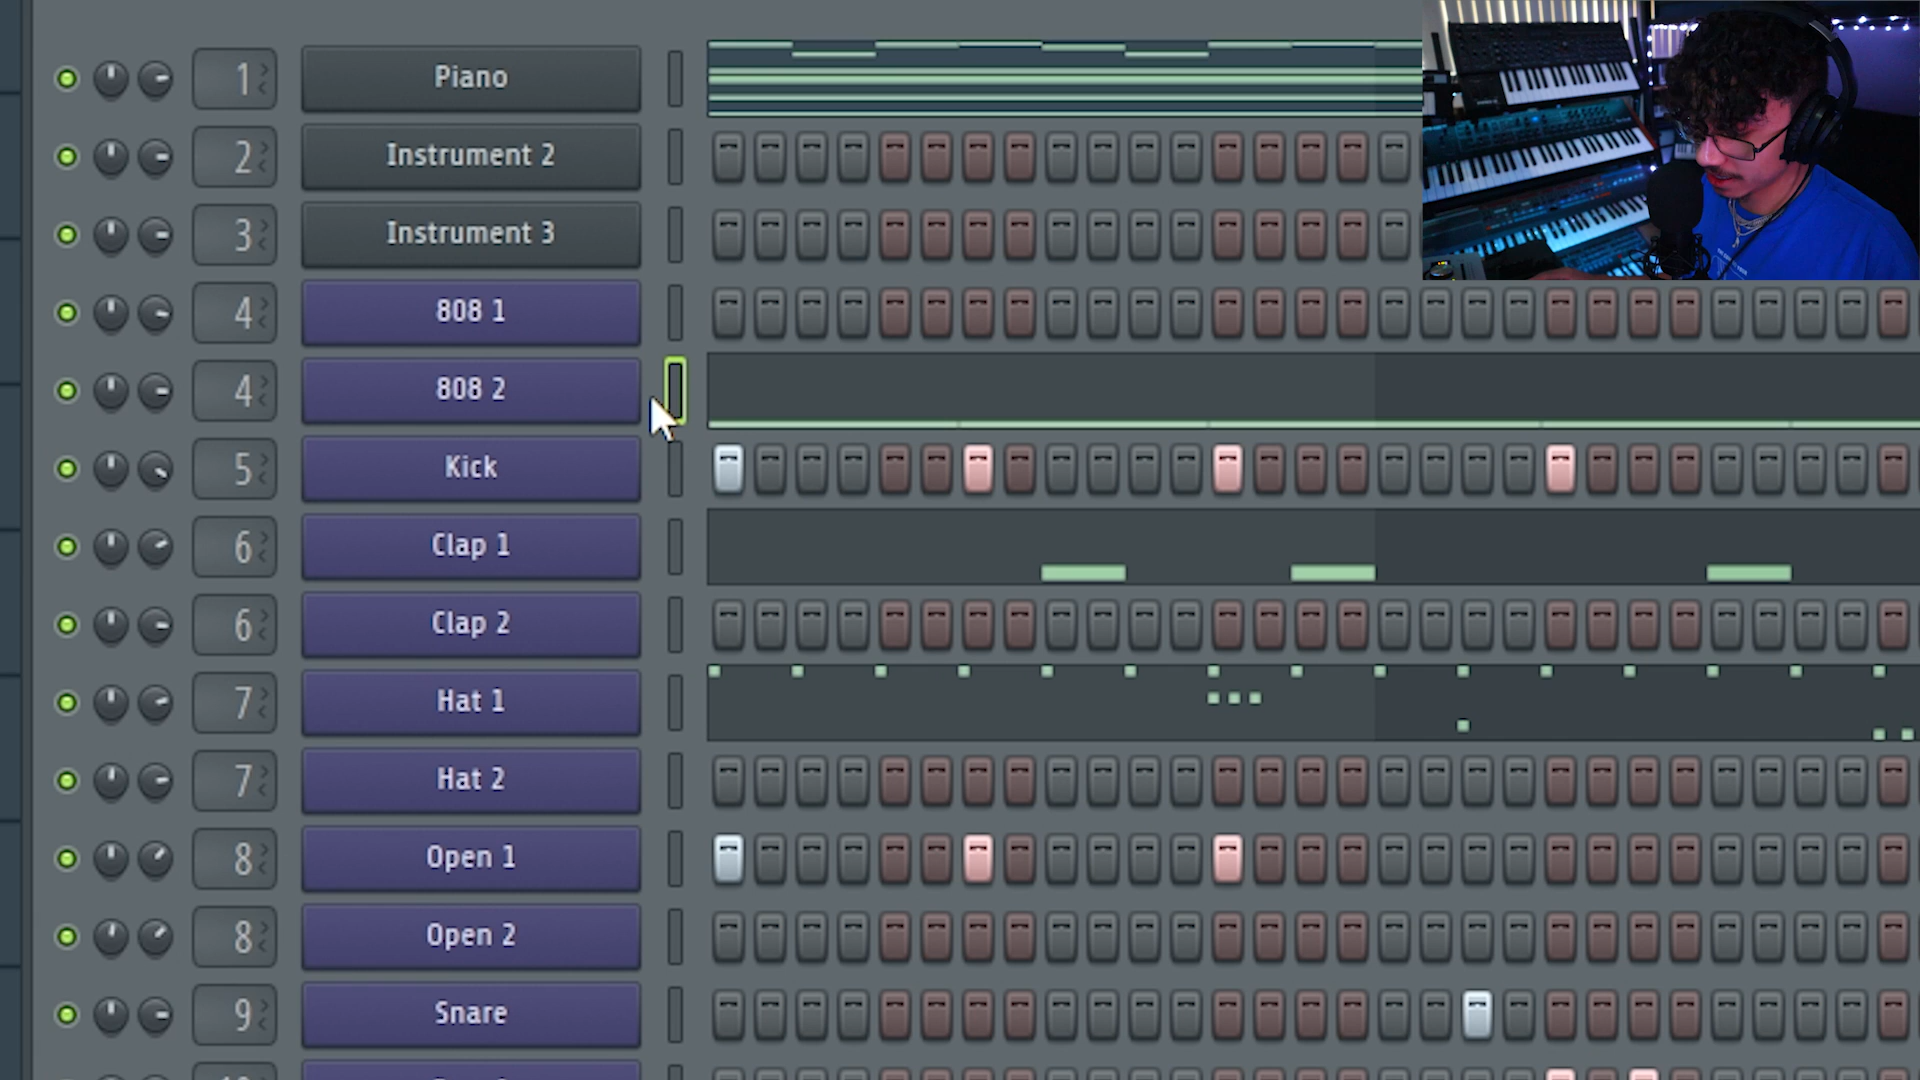 1 Piano
2 Instrument 2
3 Instrument 3
4 808 1
4 808 2
5 Kick
6 Clap 1
6 Clap 2
7 Hat 1
7 Hat 2
8 Open 1
8 Open 2
9 Snare